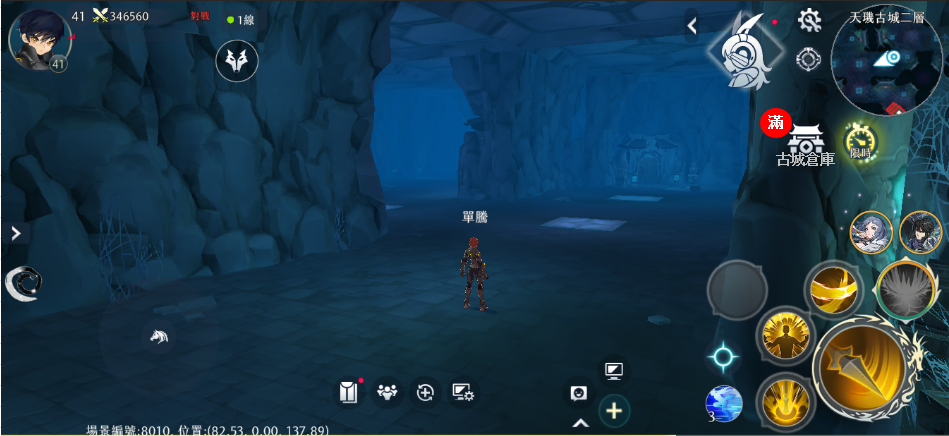 41
346560
對戰
1線
天璣古城二層
41
滿
古城倉庫
限時
單騰
3
場景編號:8010, 位置:(82.53, 0.00, 137.89)